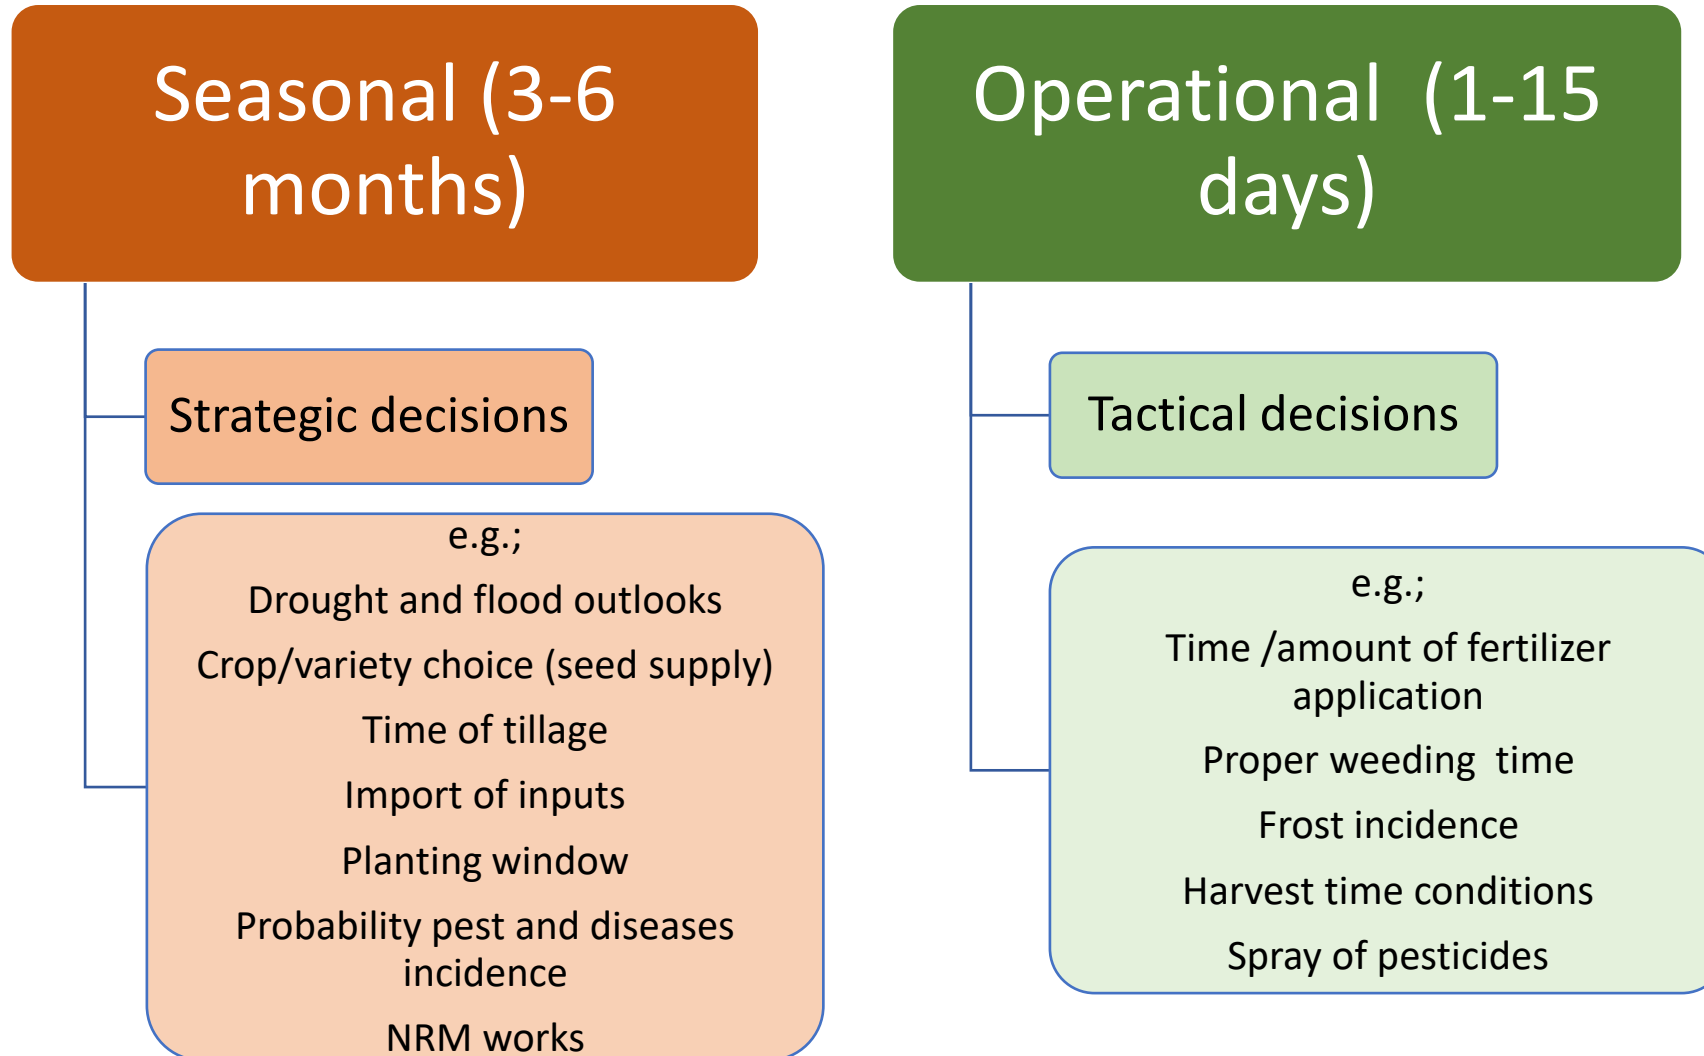 Seasonal (3-6
months)
Strategic decisions
e.g.;
Drought and flood outlooks
Crop/variety choice (seed supply)
Time of tillage
Import of inputs
Planting window
Probability pest and diseases
incidence
NRM works
Operational  (1-15
days)
Tactical decisions
e.g.;
Time /amount of fertilizer
application
Proper weeding  time
Frost incidence
Harvest time conditions
Spray of pesticides